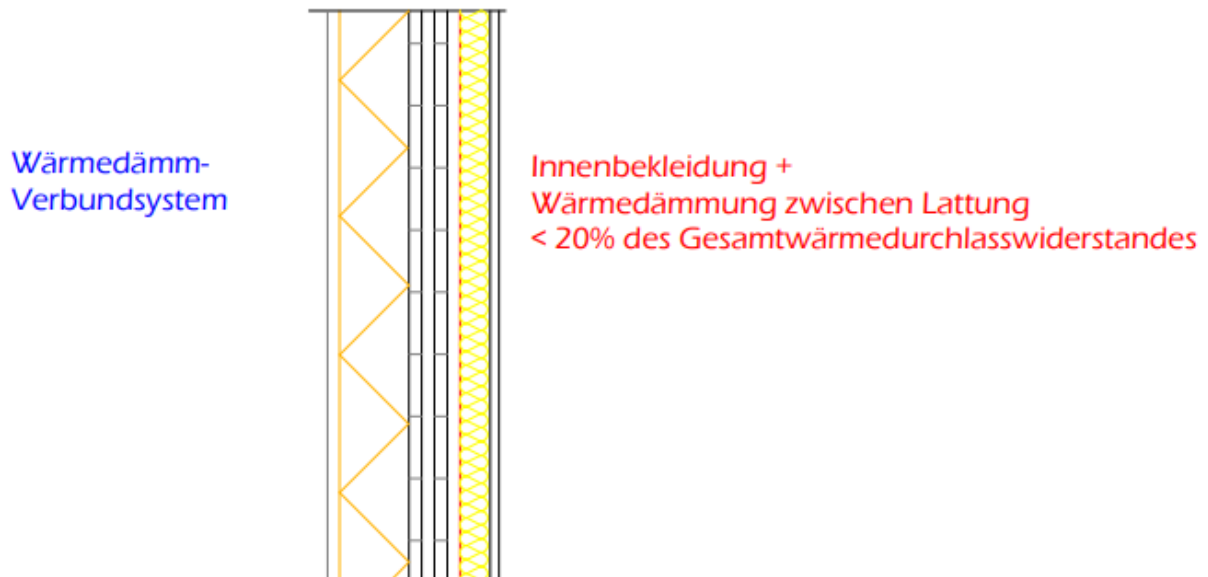 Wärmedämm-
Verbundsystem
Innenbekleidung +
Wärmedämmung zwischen Lattung
< 20% des Gesamtwärmedurchlasswiderstandes